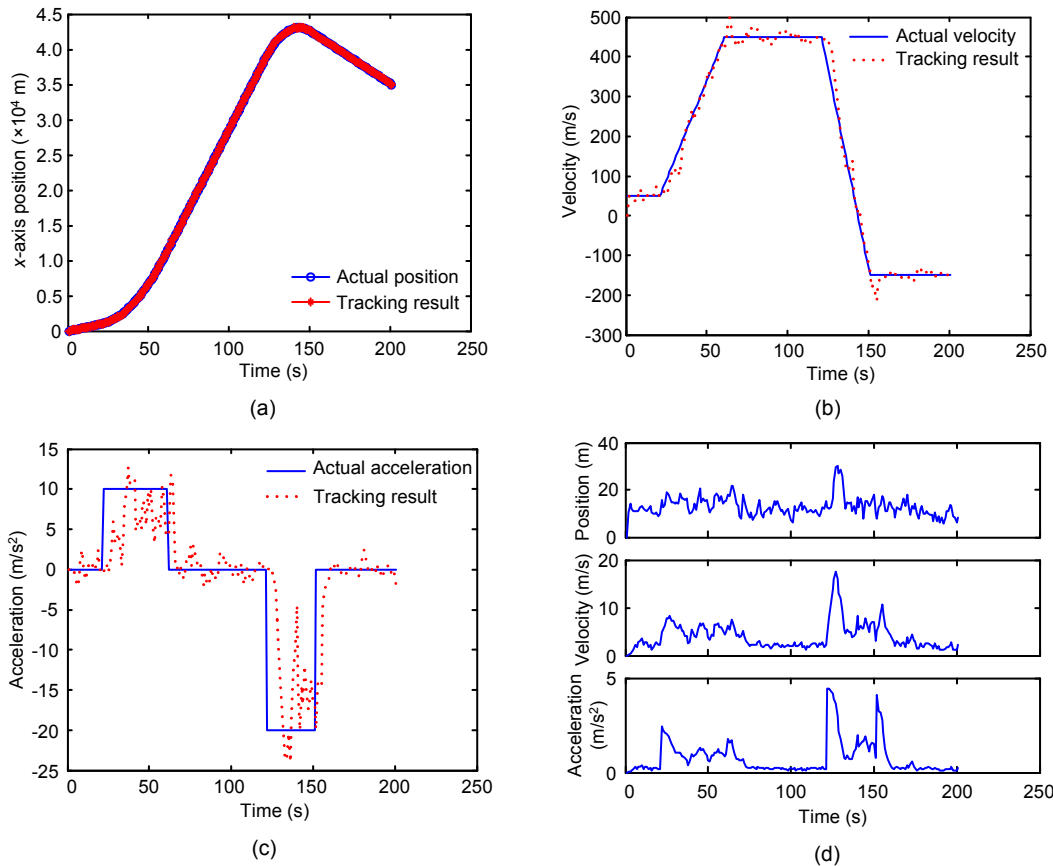 4.5
4.0
3.5
3.0
2.5
2.0
1.5
1.0
0.5
0
x-axis position (×10⁴ m)
Actual position
Tracking result
0 50 100 150 200 250
Time (s)
(a)
500
400
300
200
100
0
-100
-200
-300
Velocity (m/s)
Actual velocity
Tracking result
0 50 100 150 200 250
Time (s)
(b)
15
10
5
0
-5
-10
-15
-20
-25
Acceleration (m/s²)
Actual acceleration
Tracking result
0 50 100 150 200 250
Time (s)
(c)
40
20
0
Position (m)
20
10
0
Velocity (m/s)
5
0
Acceleration
(m/s²)
0 50 100 150 200 250
Time (s)
(d)